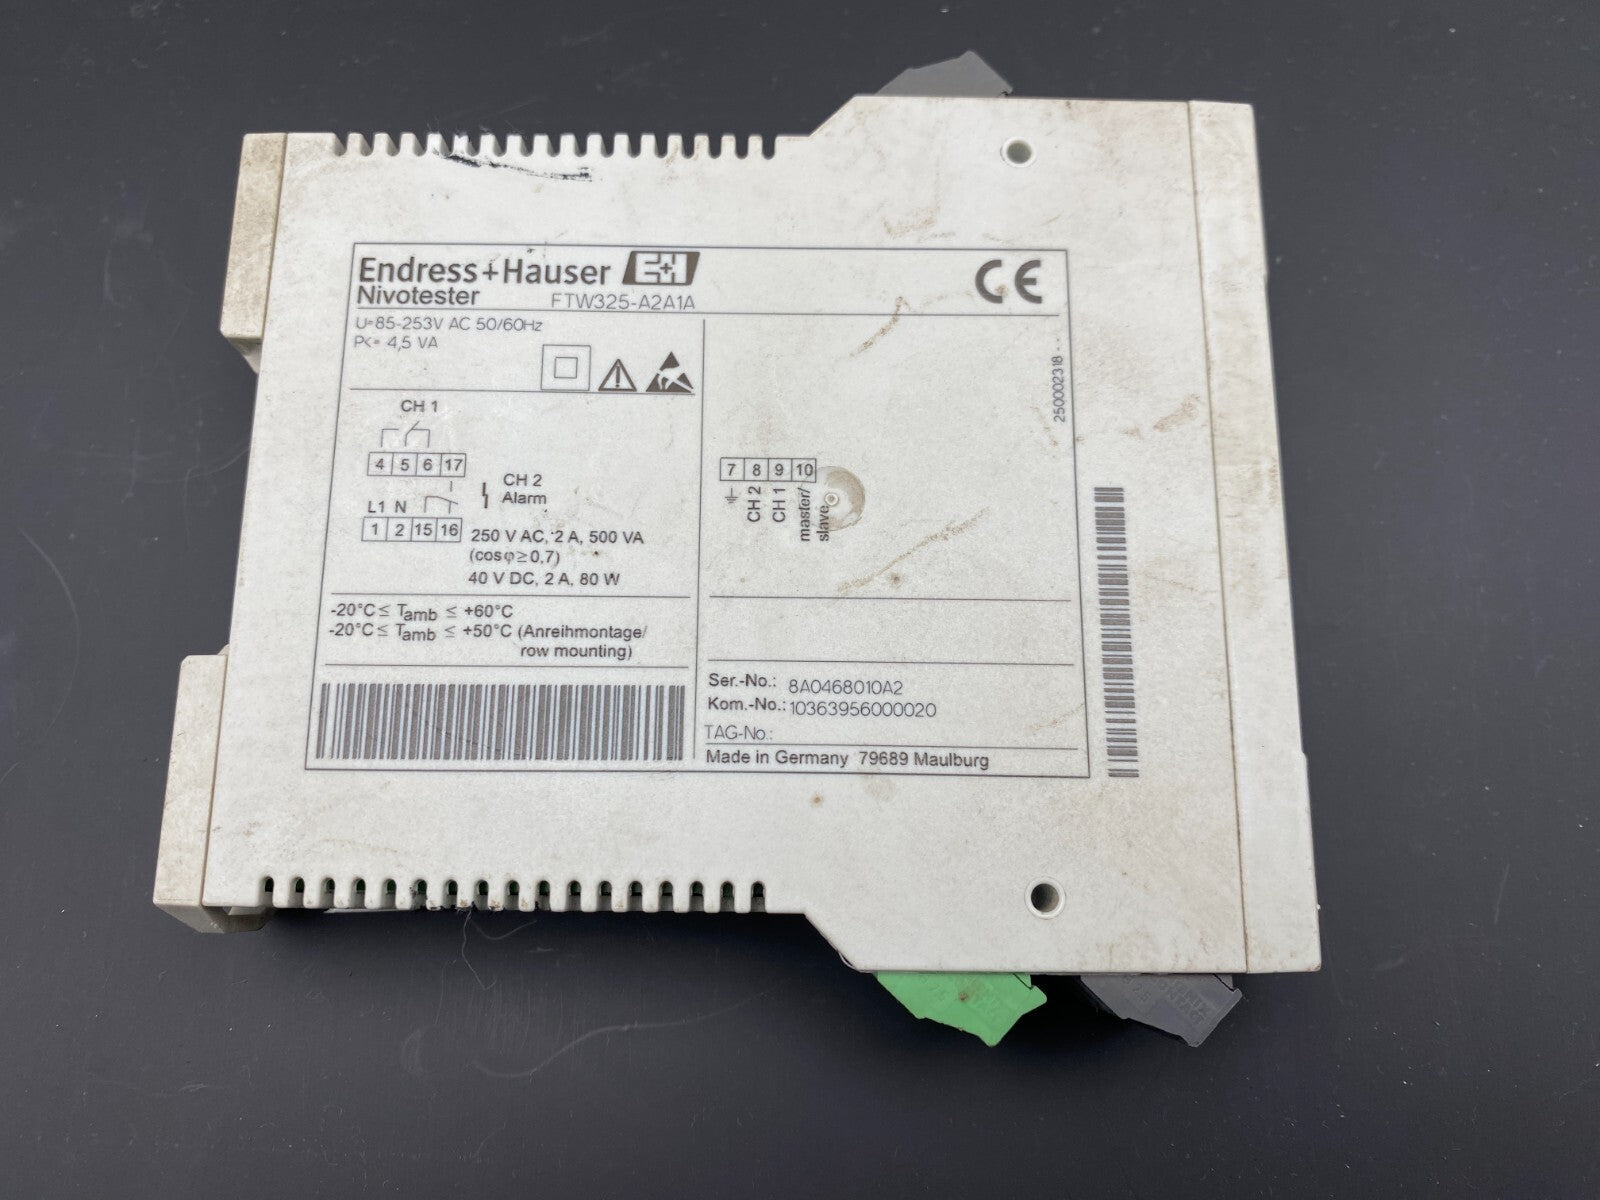 Endress+Hauser E+H
Nivotester FTW325-A2A1A
CE
U=85-253V AC 50/60Hz
P<= 4,5 VA
CH 1
4 5 6 17
CH 2
Alarm
L1 N
1 2 15 16
250 V AC, 2 A, 500 VA
(cosφ≥0,7)
40 V DC, 2 A, 80 W
-20°C ≤ Tamb ≤ +60°C
-20°C ≤ Tamb ≤ +50°C (Anreihmontage/
row mounting)
7 8 9 10
CH 2
CH 1
master/
slave
250002318 - -
Ser.-No.: 8A0468010A2
Kom.-No.: 10363956000020
TAG-No.:
Made in Germany 79689 Maulburg